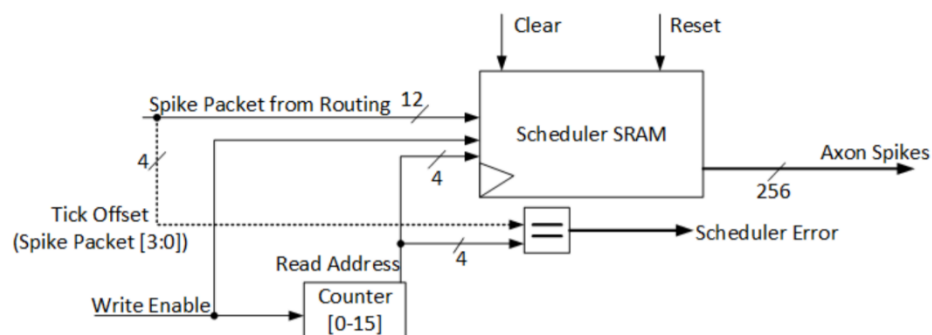 Clear
Reset
Spike Packet from Routing
12
Scheduler SRAM
4
4
Axon Spikes
256
Tick Offset
(Spike Packet [3:0])
4
Scheduler Error
Read Address
Write Enable
Counter
[0-15]